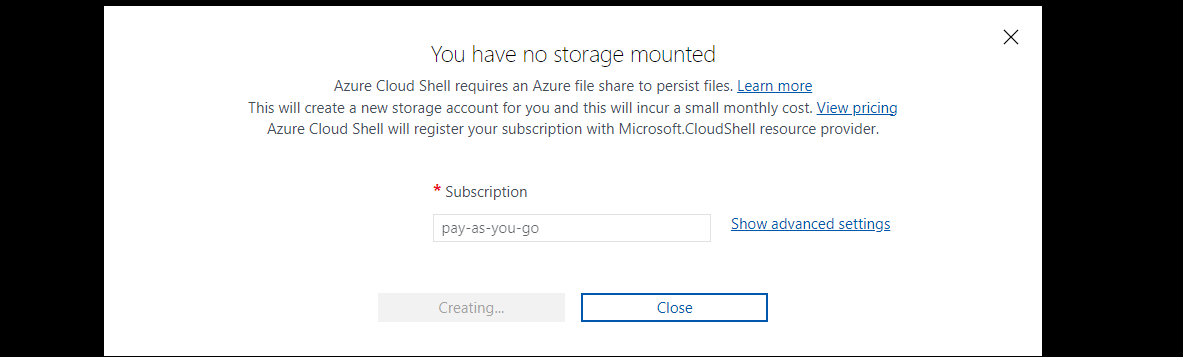 You have no storage mounted
Azure Cloud Shell requires an Azure file share to persist files. Learn more
This will create a new storage account for you and this will incur a small monthly cost. View pricing
Azure Cloud Shell will register your subscription with Microsoft.CloudShell resource provider.
* Subscription
pay-as-you-go
Show advanced settings
Creating...
Close